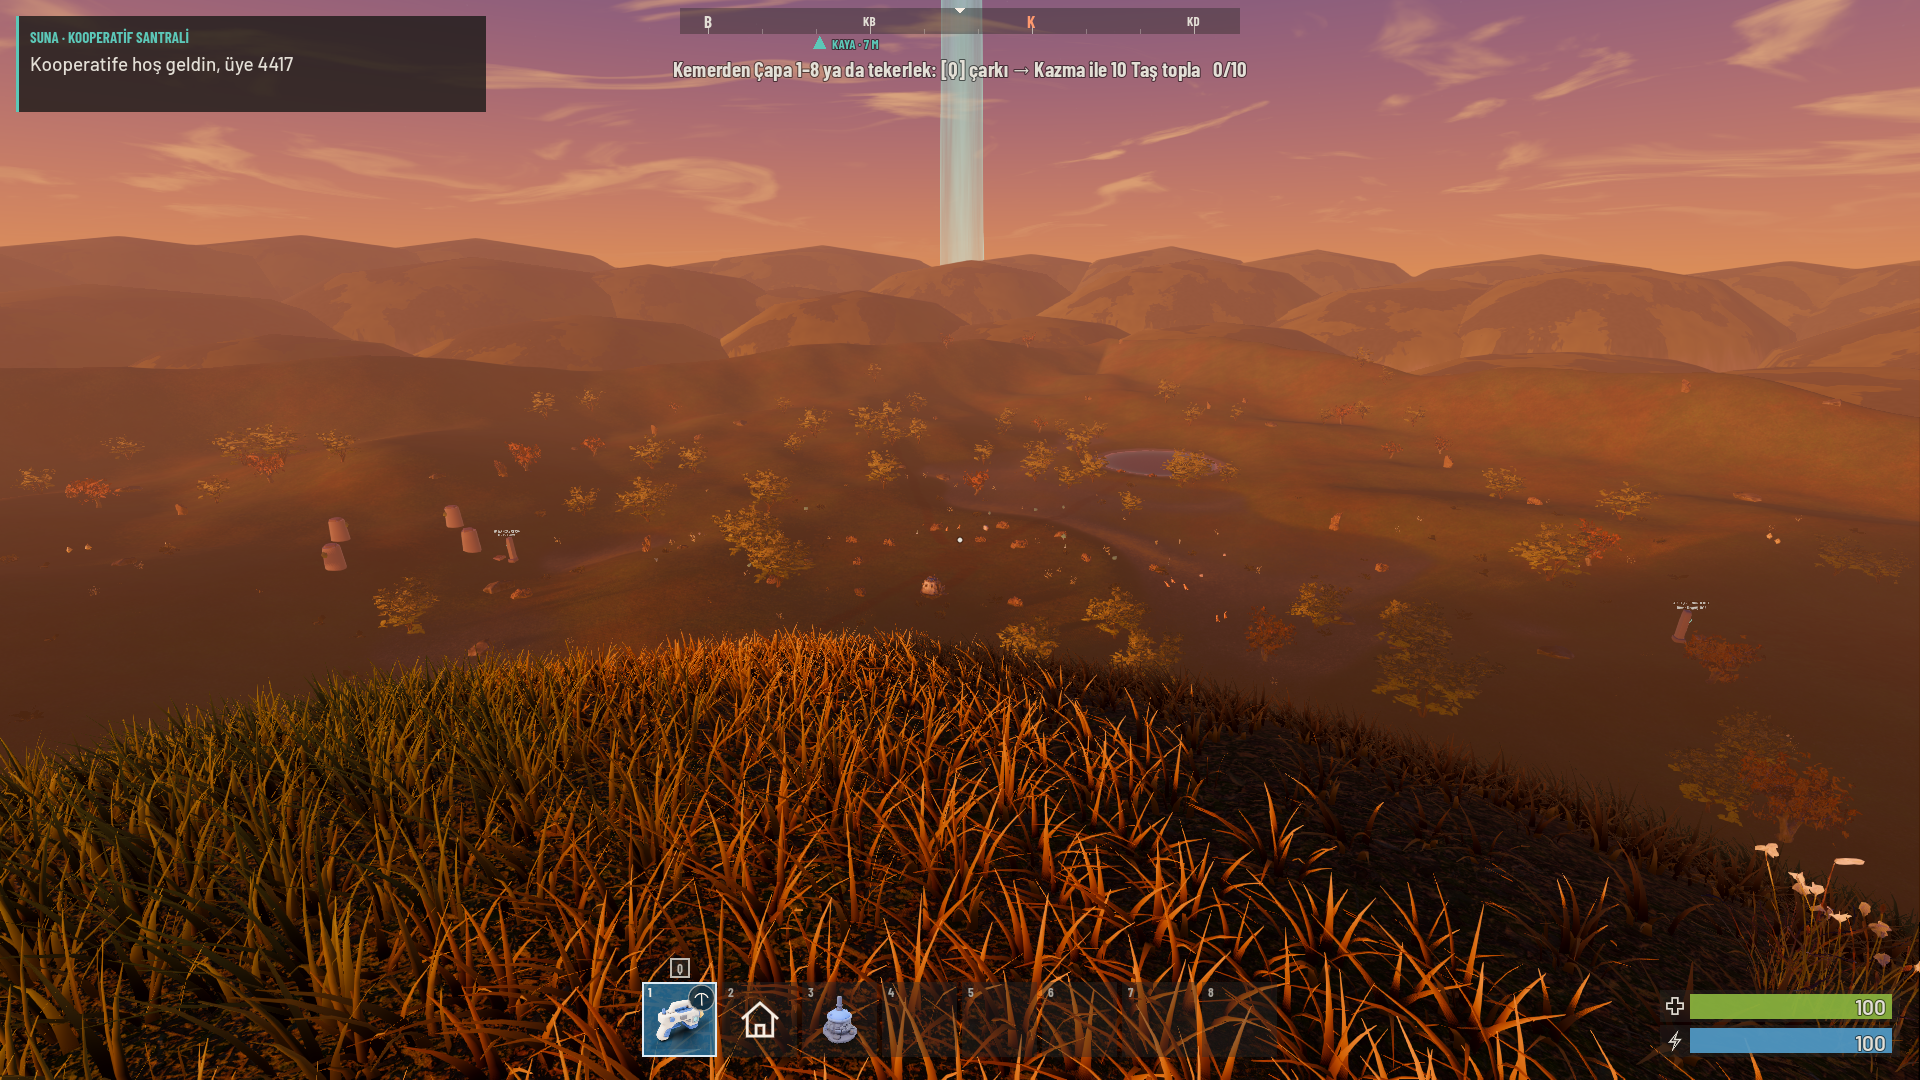 SUNA · KOOPERATİF SANTRALİ
Kooperatife hoş geldin, üye 4417
B KB K KD
KAYA · 7 M
Kemerden Çapa 1-8 ya da tekerlek: [Q] çarkı → Kazma ile 10 Taş topla 0/10
Q
1 2 3 4 5 6 7 8
100
100